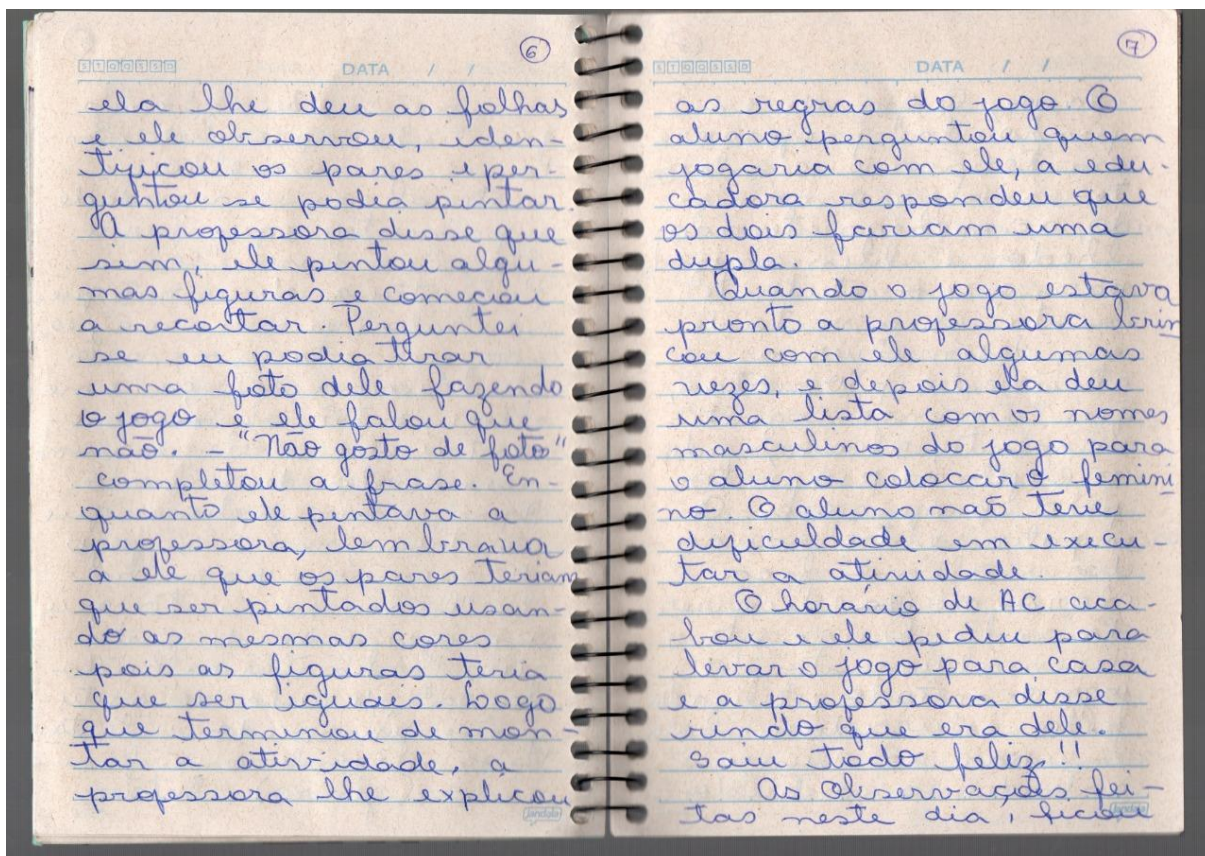 6
STQQSSD DATA / /
ela lhe deu as folhas
e ele observou, iden-
tificou os pares e per-
guntou se podia pintar.
A professora disse que
sim, ele pintou algu-
mas figuras e começou
a recortar. Perguntei
se eu podia tirar
uma foto dele fazendo
o jogo e ele falou que
não. - "Não gosto de foto"
completou a frase. En-
quanto ele pintava a
professora, lembrava
a ele que os pares teriam
que ser pintados usan-
do as mesmas cores
pois as figuras teria
que ser iguais. Logo
que terminou de mon-
tar a atividade, a
professora lhe explicou
jandaia
7
STQQSSD DATA / /
as regras do jogo. O
aluno perguntou quem
jogaria com ele, a edu-
cadora respondeu que
os dois fariam uma
dupla.
Quando o jogo estava
pronto a professora brin
cou com ele algumas
vezes, e depois ela deu
uma lista com os nomes
masculinos do jogo para
o aluno colocar o femini
no. O aluno não teve
dificuldade em execu-
tar a atividade.
O horário de AC aca-
bou e ele pediu para
levar o jogo para casa
e a professora disse
rindo que era dele.
Saiu todo feliz!!
As Observações fei-
tas neste dia, ficou
jandaia